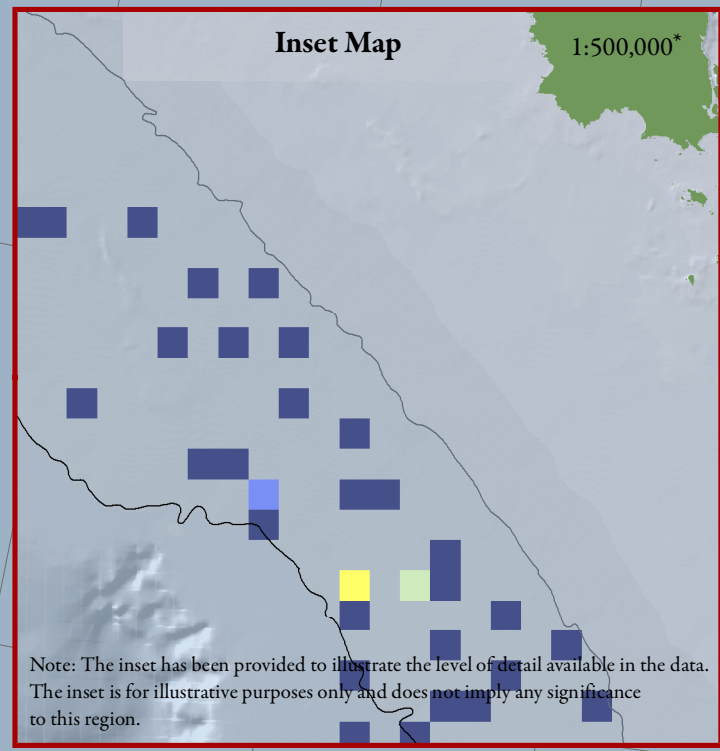 Inset Map
1:500,000*
Note: The inset has been provided to illustrate the level of detail available in the data.
The inset is for illustrative purposes only and does not imply any significance
to this region.